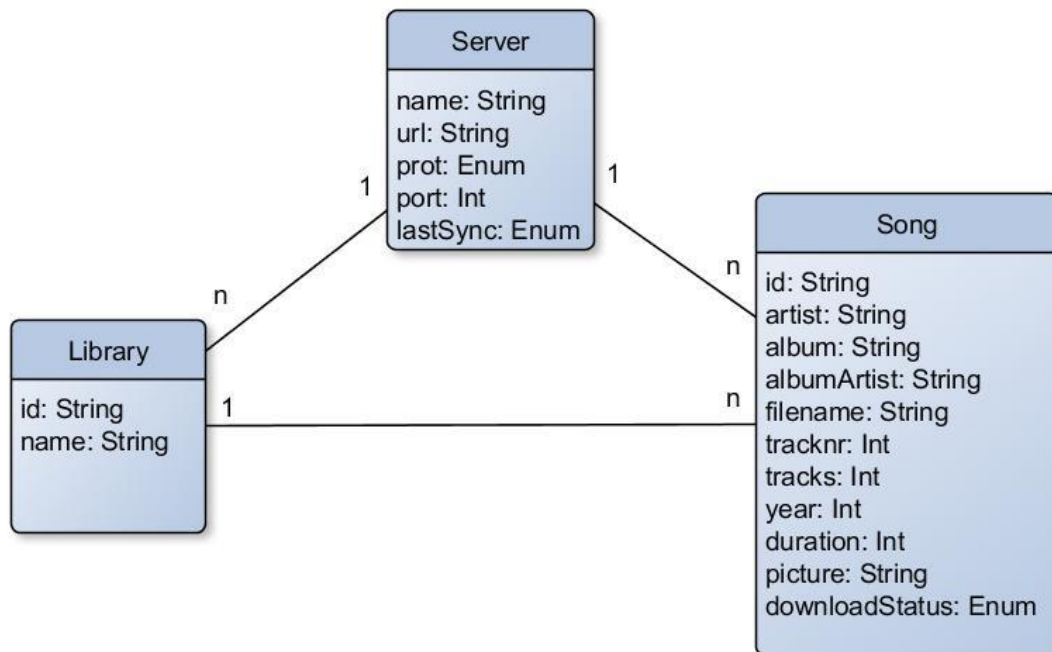 Server
name: String
url: String
prot: Enum
port: Int
lastSync: Enum
1
1
n
n
Library
id: String
name: String
1
n
Song
id: String
artist: String
album: String
albumArtist: String
filename: String
tracknr: Int
tracks: Int
year: Int
duration: Int
picture: String
downloadStatus: Enum